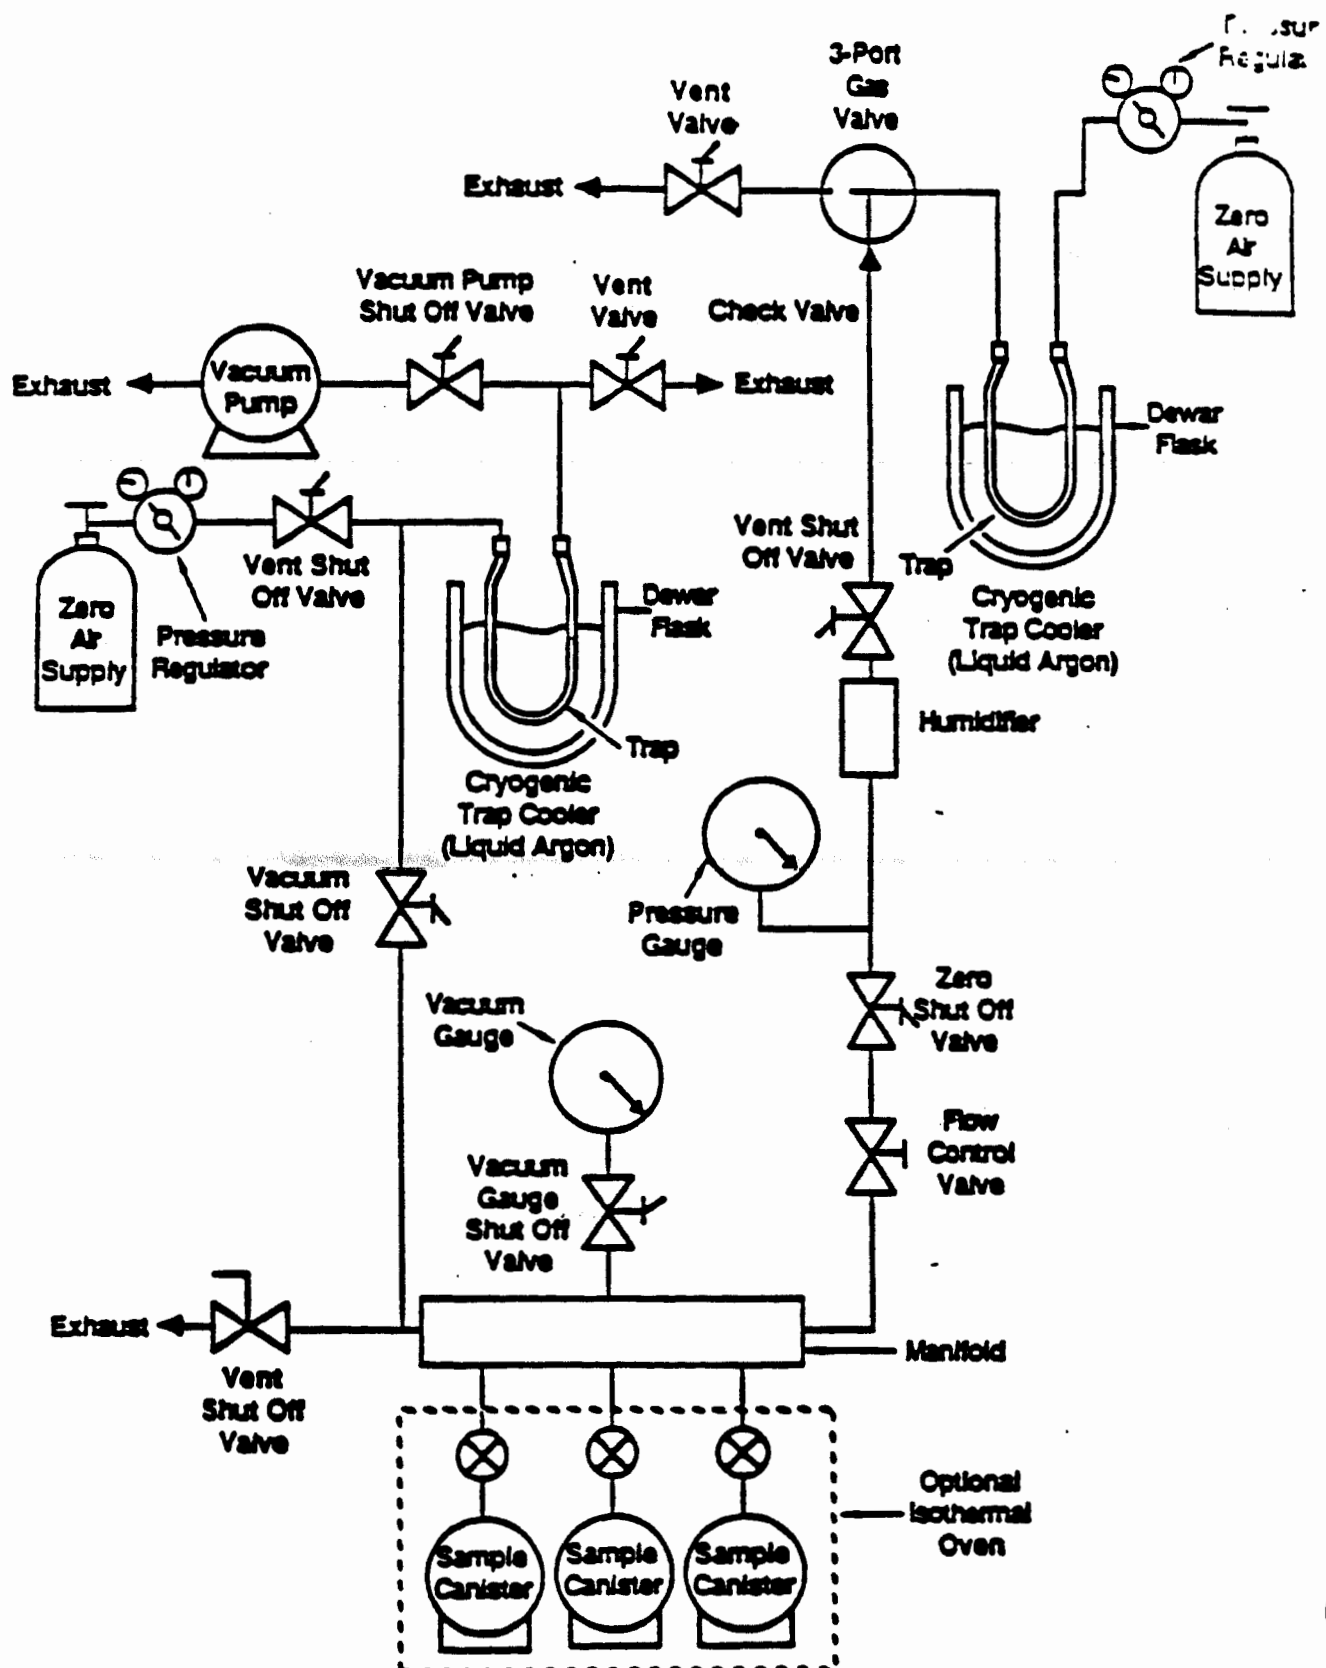 3-Port
Gas
Valve
Regula
Vent
Valve
Exhaust
Zero
Air
Supply
Vacuum Pump
Shut Off Valve
Vent
Valve
Check Valve
Exhaust
Vacuum
Pump
Exhaust
Dewar
Flask
Vent Shut
Off Valve
Trap
Cryogenic
Trap Cooler
(Liquid Argon)
Vent Shut
Off Valve
Zero
Air
Supply
Pressure
Regulator
Dewar
Flask
Humidifier
Trap
Cryogenic
Trap Cooler
(Liquid Argon)
Vacuum
Shut Off
Valve
Pressure
Gauge
Zero
Shut Off
Valve
Vacuum
Gauge
Flow
Control
Valve
Vacuum
Gauge
Shut Off
Valve
Exhaust
Vent
Shut Off
Valve
Manifold
Optional
Isothermal
Oven
Sample
Canister
Sample
Canister
Sample
Canister